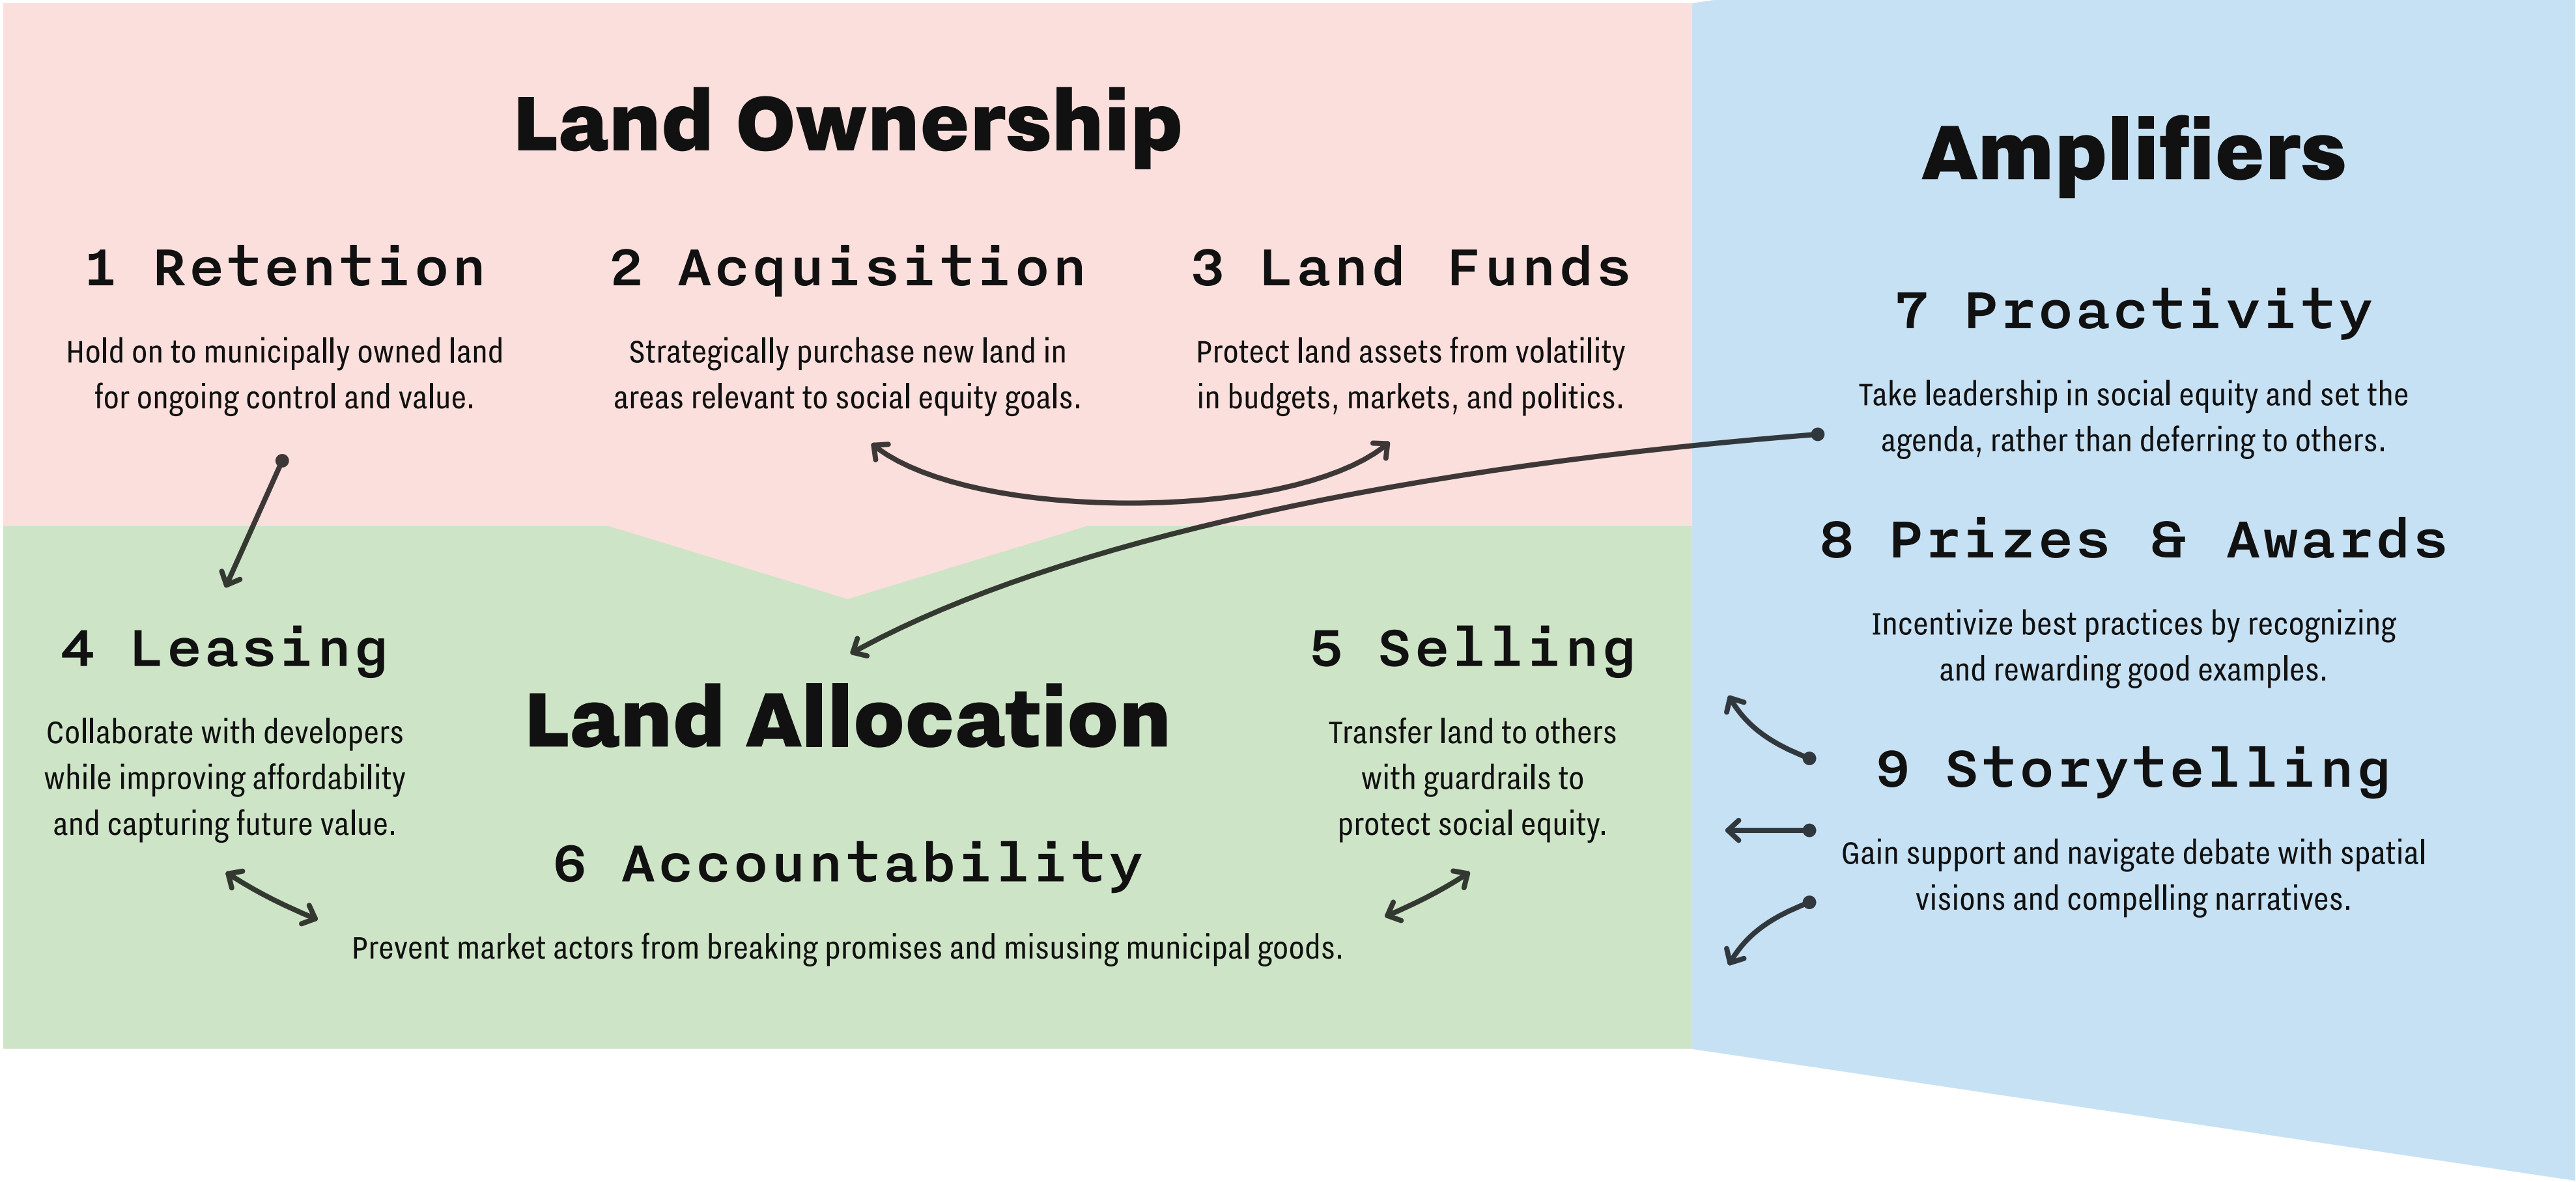 Land Ownership
1 Retention
Hold on to municipally owned land
for ongoing control and value.
2 Acquisition
Strategically purchase new land in
areas relevant to social equity goals.
3 Land Funds
Protect land assets from volatility
in budgets, markets, and politics.
4 Leasing
Collaborate with developers
while improving affordability
and capturing future value.
Land Allocation
5 Selling
Transfer land to others
with guardrails to
protect social equity.
6 Accountability
Prevent market actors from breaking promises and misusing municipal goods.
Amplifiers
7 Proactivity
Take leadership in social equity and set the
agenda, rather than deferring to others.
8 Prizes & Awards
Incentivize best practices by recognizing
and rewarding good examples.
9 Storytelling
Gain support and navigate debate with spatial
visions and compelling narratives.